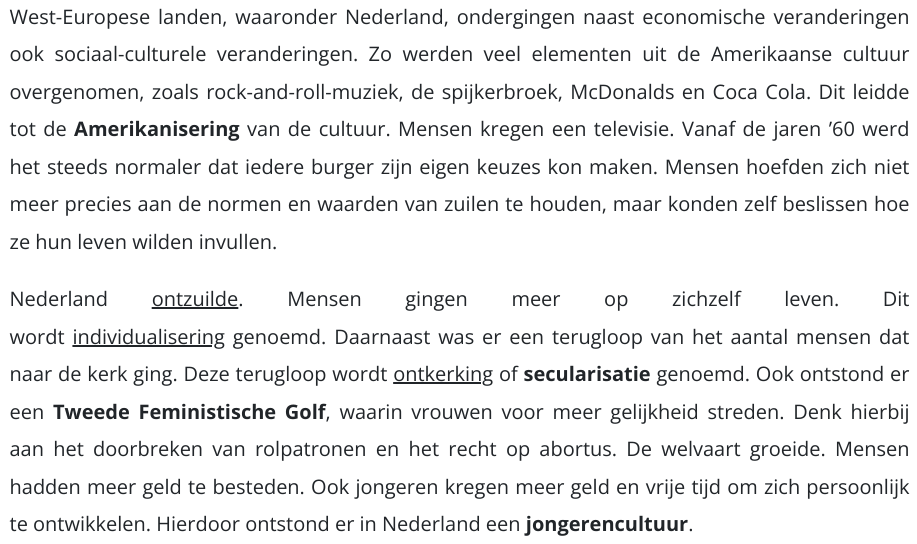 West-Europese landen, waaronder Nederland, ondergingen naast economische veranderingen
ook sociaal-culturele veranderingen. Zo werden veel elementen uit de Amerikaanse cultuur
overgenomen, zoals rock-and-roll-muziek, de spijkerbroek, McDonalds en Coca Cola. Dit leidde
tot de Amerikanisering van de cultuur. Mensen kregen een televisie. Vanaf de jaren ’60 werd
het steeds normaler dat iedere burger zijn eigen keuzes kon maken. Mensen hoefden zich niet
meer precies aan de normen en waarden van zuilen te houden, maar konden zelf beslissen hoe
ze hun leven wilden invullen.
Nederland ontzuilde. Mensen gingen meer op zichzelf leven. Dit
wordt individualisering genoemd. Daarnaast was er een terugloop van het aantal mensen dat
naar de kerk ging. Deze terugloop wordt ontkerking of secularisatie genoemd. Ook ontstond er
een Tweede Feministische Golf, waarin vrouwen voor meer gelijkheid streden. Denk hierbij
aan het doorbreken van rolpatronen en het recht op abortus. De welvaart groeide. Mensen
hadden meer geld te besteden. Ook jongeren kregen meer geld en vrije tijd om zich persoonlijk
te ontwikkelen. Hierdoor ontstond er in Nederland een jongerencultuur.